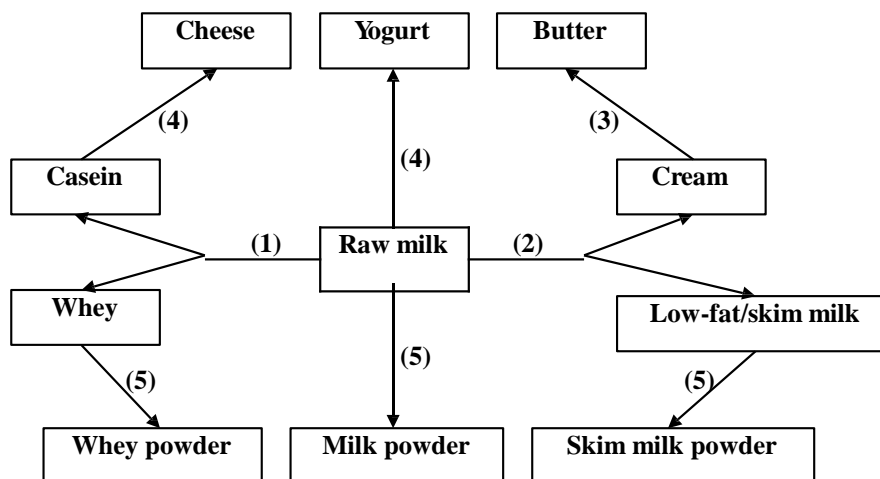 Cheese
Yogurt
Butter
(4)
(3)
(4)
Casein
Cream
(1)
Raw milk
(2)
Whey
Low-fat/skim milk
(5)
(5)
(5)
Whey powder
Milk powder
Skim milk powder